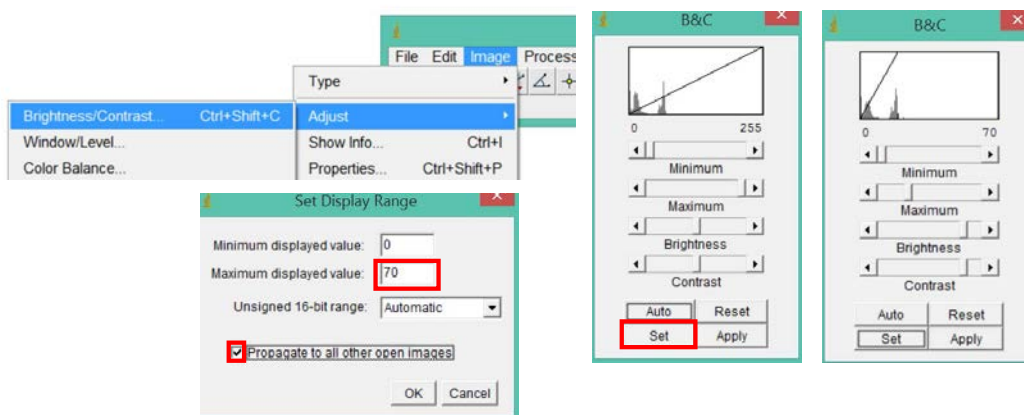 File Edit Image Process
Type
Brightness/Contrast... Ctrl+Shift+C
Adjust
Window/Level...
Show Info... Ctrl+I
Color Balance...
Properties... Ctrl+Shift+P
Set Display Range
Minimum displayed value: 0
Maximum displayed value: 70
Unsigned 16-bit range: Automatic
Propagate to all other open images
OK Cancel
B&C
0 255
Minimum
Maximum
Brightness
Contrast
Auto Reset
Set Apply
B&C
0 70
Minimum
Maximum
Brightness
Contrast
Auto Reset
Set Apply